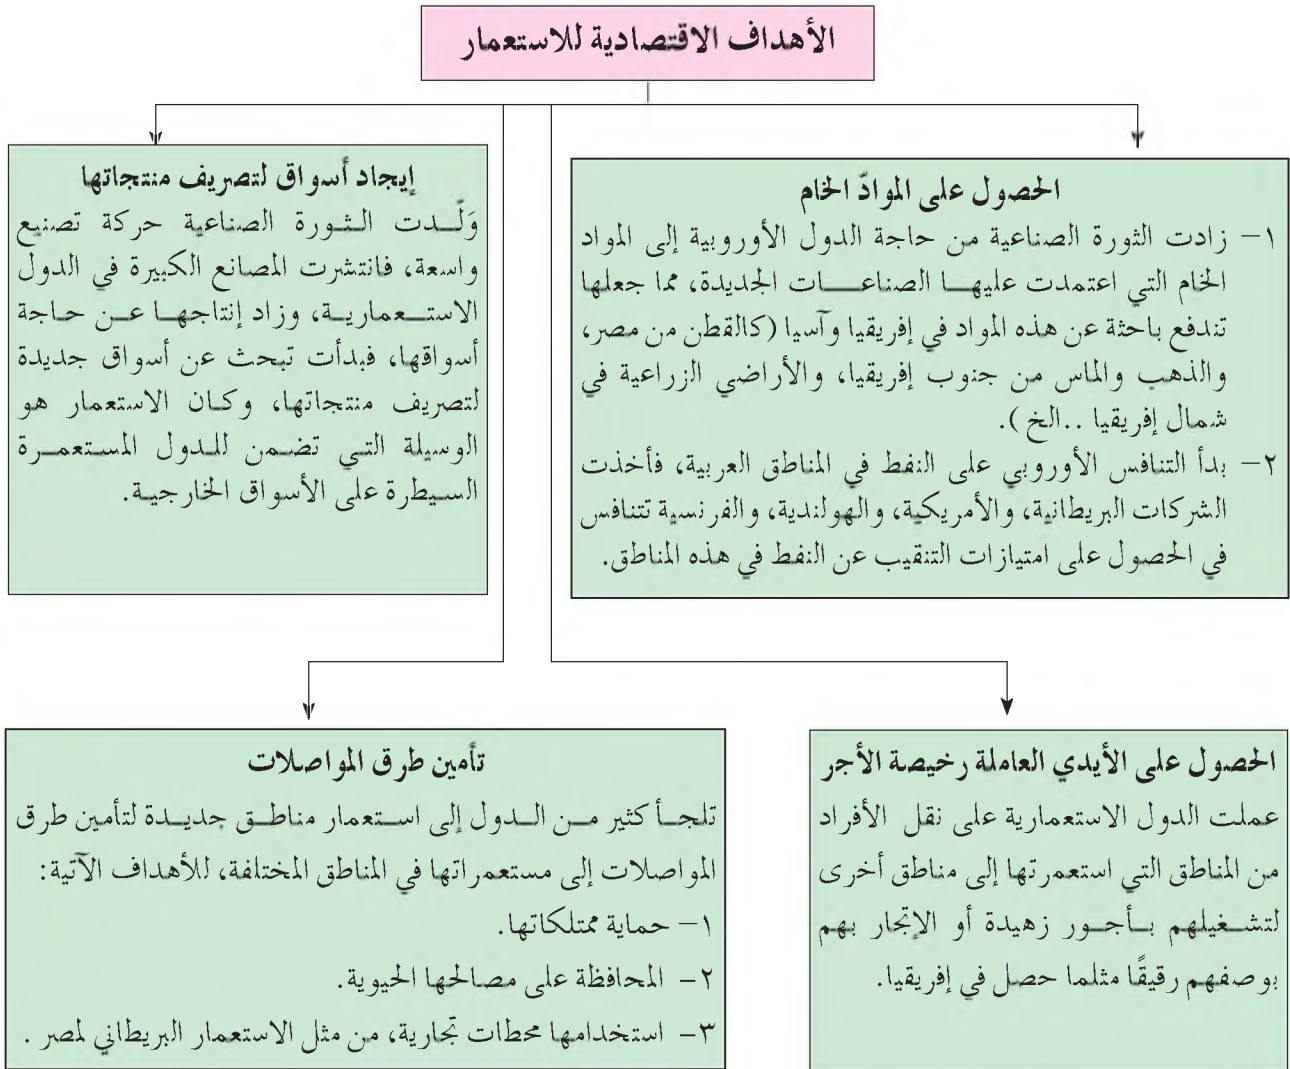 الأهداف الاقتصادية للاستعمار
الحصول على الموادّ الخام
١– زادت الثورة الصناعية من حاجة الدول الأوروبية إلى المواد
الخام التي اعتمدت عليها الصناعات الجديدة، مما جعلها
تندفع باحثة عن هذه المواد في إفريقيا وآسيا (كالقطن من مصر،
والذهب والماس من جنوب إفريقيا، والأراضي الزراعية في
شمال إفريقيا ..الخ).
٢– بدأ التنافس الأوروبي على النفط في المناطق العربية، فأخذت
الشركات البريطانية، والأمريكية، والهولندية، والفرنسية تتنافس
في الحصول على امتيازات التنقيب عن النفط في هذه المناطق.
إيجاد أسواق لتصريف منتجاتها
وَلّدت الثورة الصناعية حركة تصنيع
واسعة، فانتشرت المصانع الكبيرة في الدول
الاستعمارية، وزاد إنتاجها عن حاجة
أسواقها، فبدأت تبحث عن أسواق جديدة
لتصريف منتجاتها، وكان الاستعمار هو
الوسيلة التي تضمن للدول المستعمرة
السيطرة على الأسواق الخارجية.
الحصول على الأيدي العاملة رخيصة الأجر
عملت الدول الاستعمارية على نقل الأفراد
من المناطق التي استعمرتها إلى مناطق أخرى
لتشغيلهم بأجور زهيدة أو الإتجار بهم
بوصفهم رقيقًا مثلما حصل في إفريقيا.
تأمين طرق المواصلات
تلجأ كثير من الدول إلى استعمار مناطق جديدة لتأمين طرق
المواصلات إلى مستعمراتها في المناطق المختلفة، للأهداف الآتية:
١– حماية ممتلكاتها.
٢– المحافظة على مصالحها الحيوية.
٣– استخدامها محطات تجارية، من مثل الاستعمار البريطاني لمصر .